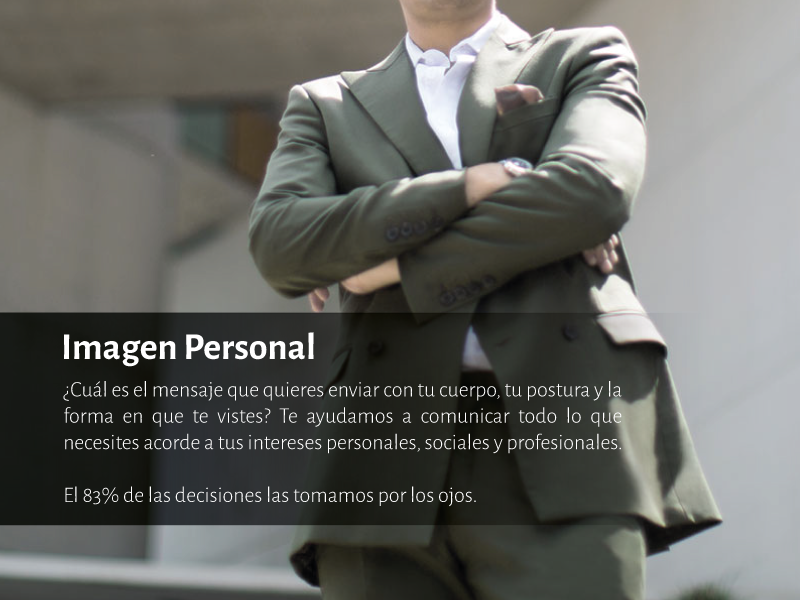 Imagen Personal
¿Cuál es el mensaje que quieres enviar con tu cuerpo, tu postura y la
forma en que te vistes? Te ayudamos a comunicar todo lo que
necesites acorde a tus intereses personales, sociales y profesionales.
El 83% de las decisiones las tomamos por los ojos.